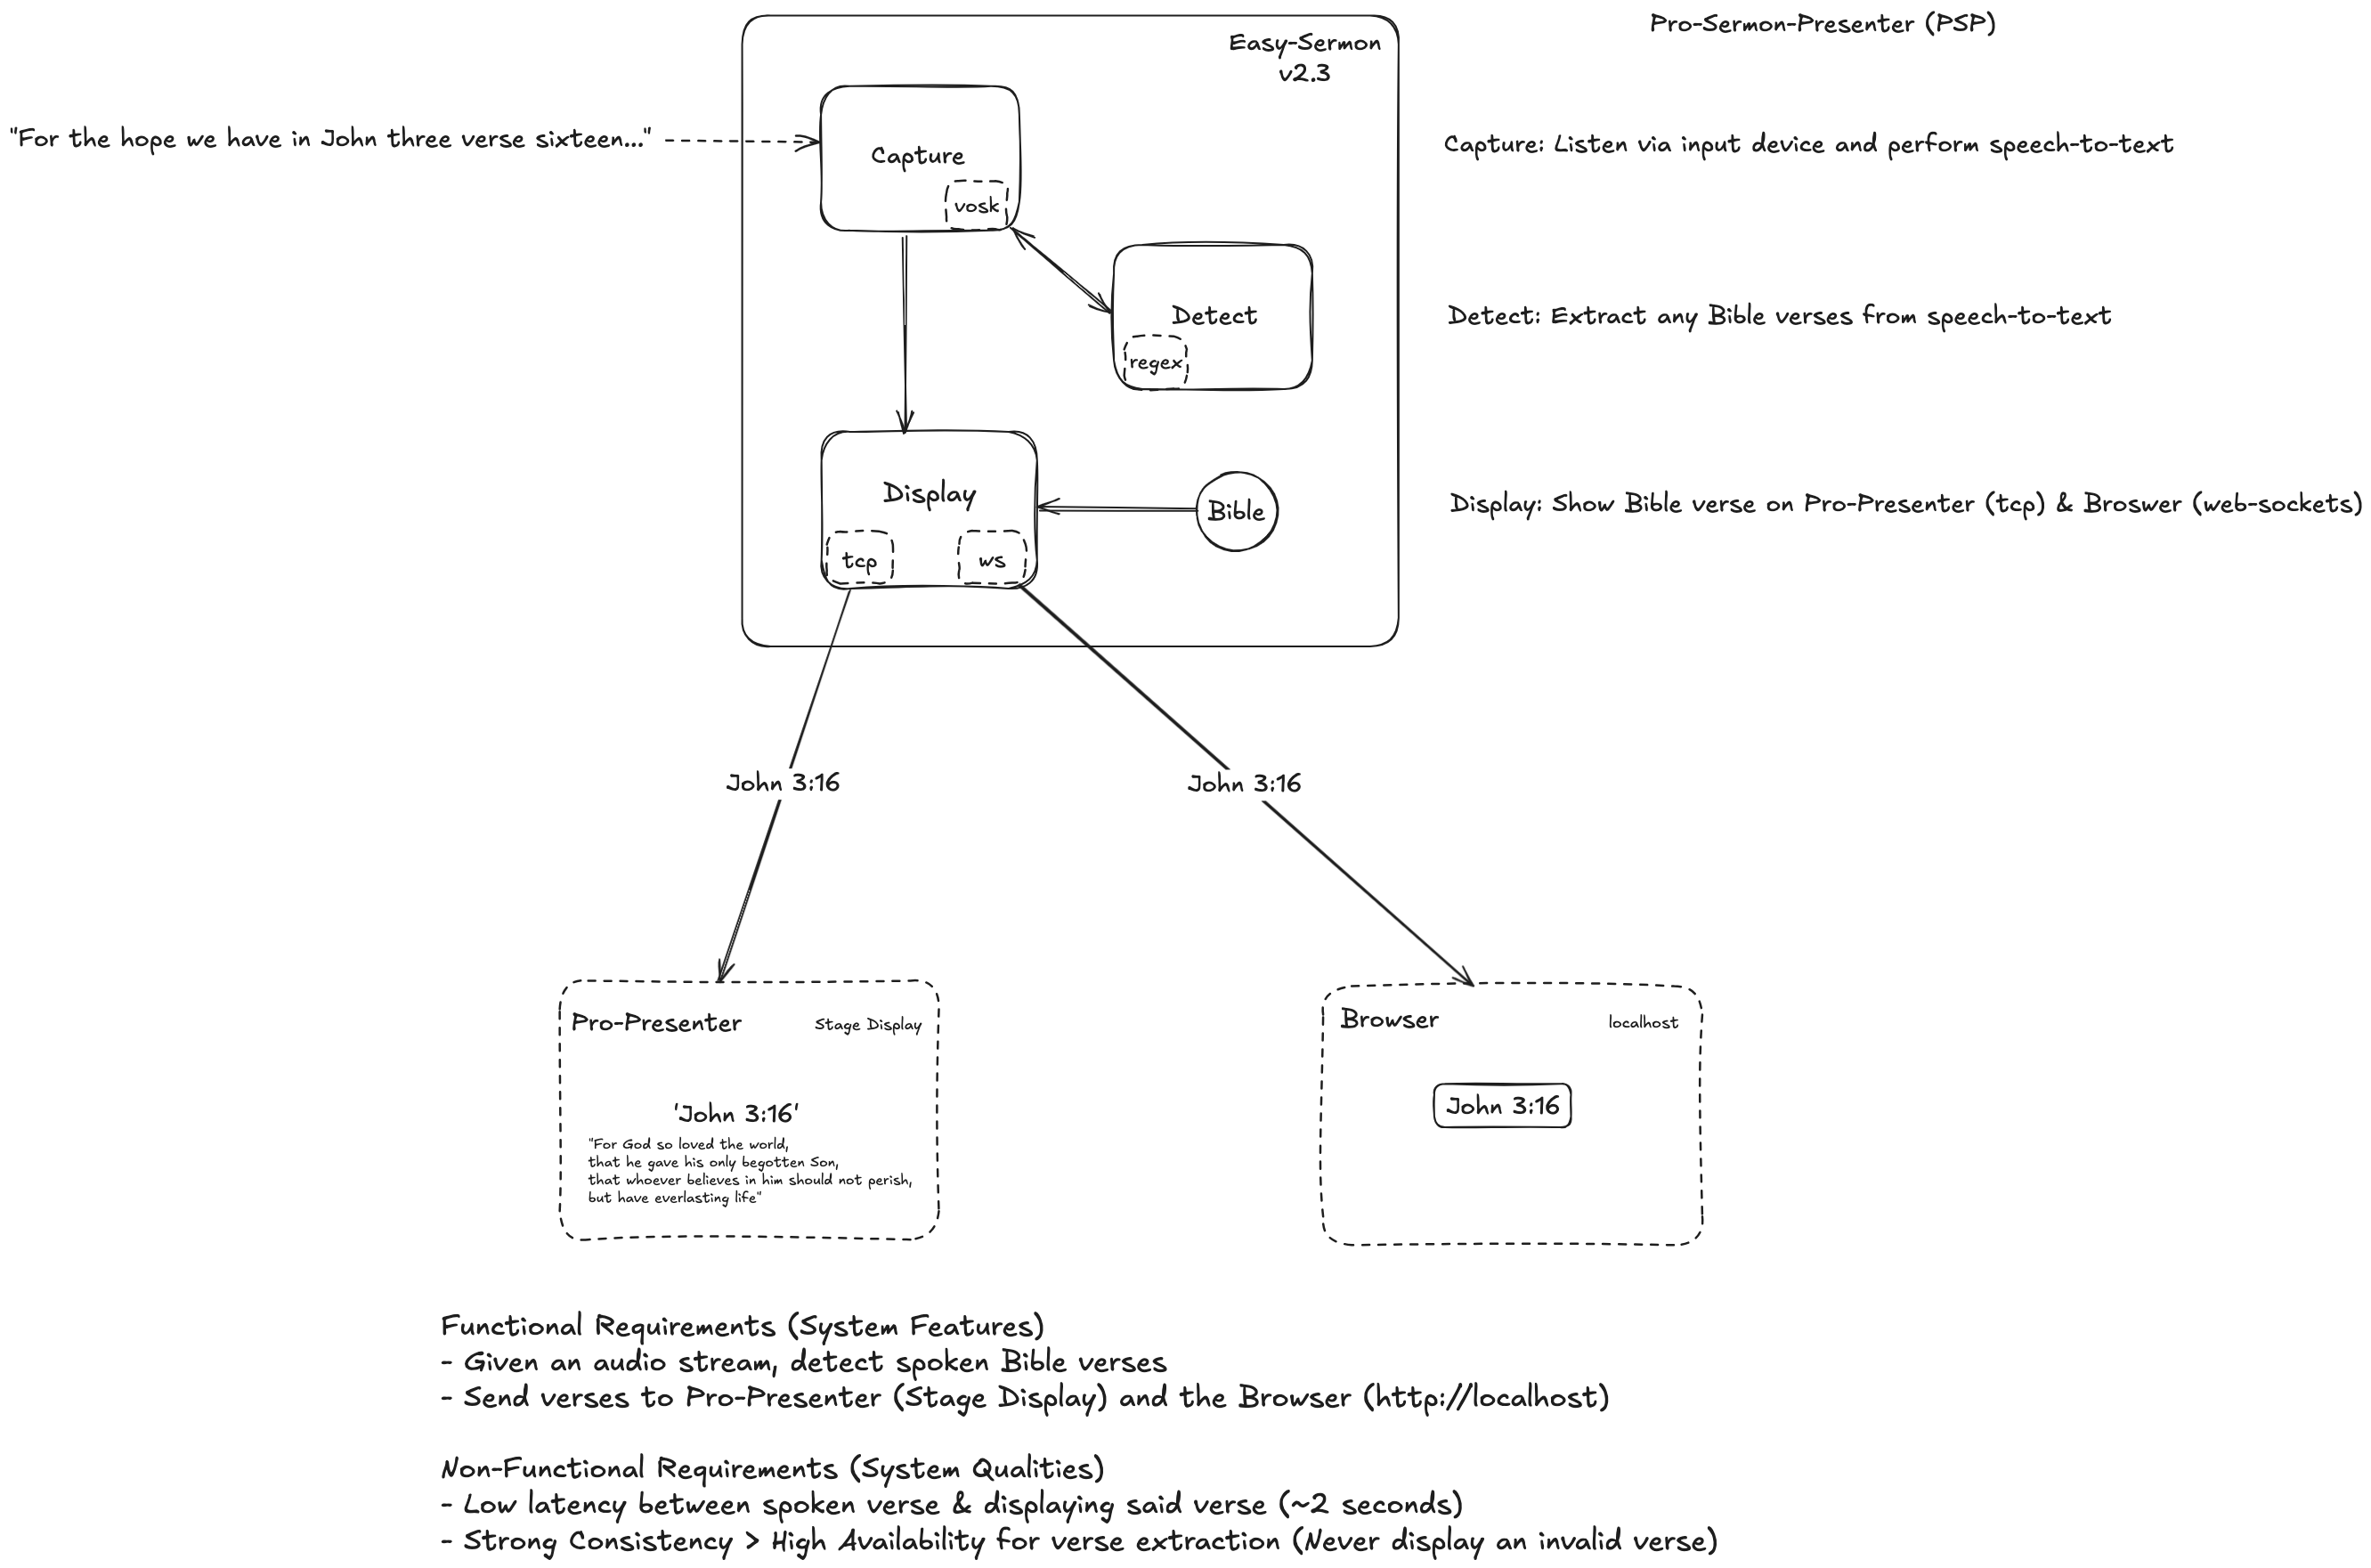 Pro-Sermon-Presenter (PSP)
Easy-Sermon
v2.3
"For the hope we have in John three verse sixteen..."
Capture
vosk
Capture: Listen via input device and perform speech-to-text
Detect
regex
Detect: Extract any Bible verses from speech-to-text
Display
tcp
ws
Bible
Display: Show Bible verse on Pro-Presenter (tcp) & Broswer (web-sockets)
John 3:16
John 3:16
Pro-Presenter
Stage Display
'John 3:16'
"For God so loved the world,
that he gave his only begotten Son,
that whoever believes in him should not perish,
but have everlasting life"
Browser
localhost
John 3:16
Functional Requirements (System Features)
- Given an audio stream, detect spoken Bible verses
- Send verses to Pro-Presenter (Stage Display) and the Browser (http://localhost)
Non-Functional Requirements (System Qualities)
- Low latency between spoken verse & displaying said verse (~2 seconds)
- Strong Consistency > High Availability for verse extraction (Never display an invalid verse)